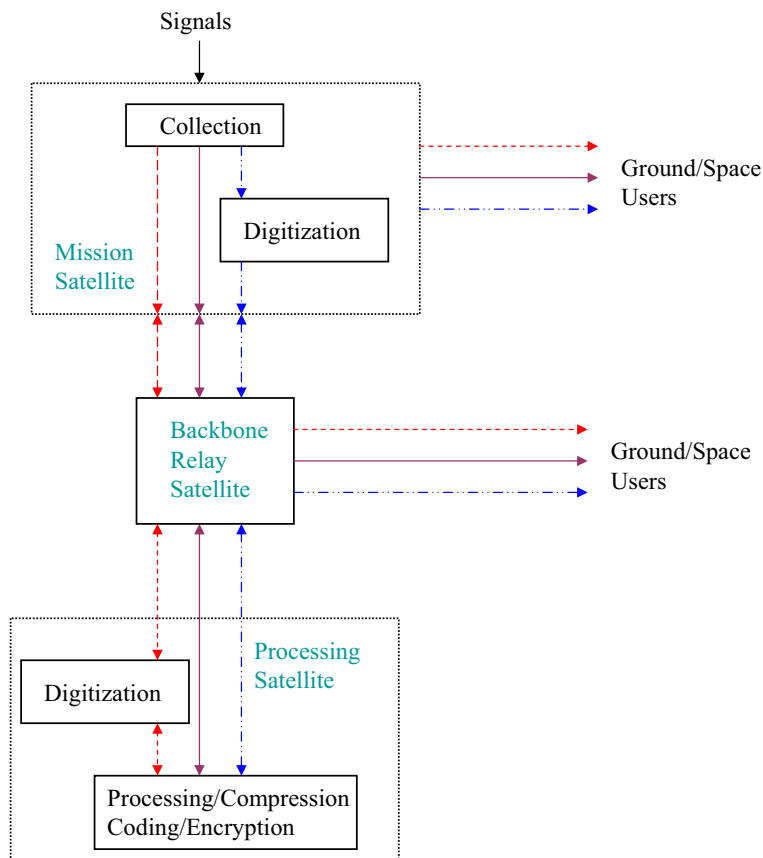 Signals
Collection
Ground/Space
Users
Digitization
Mission
Satellite
Backbone
Relay
Satellite
Ground/Space
Users
Processing
Satellite
Digitization
Processing/Compression
Coding/Encryption